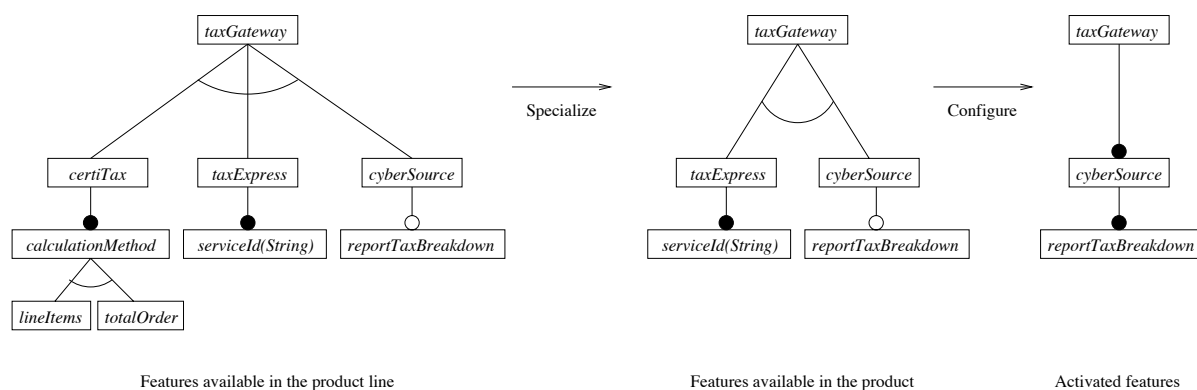 taxGateway
certiTax
taxExpress
cyberSource
calculationMethod
serviceId(String)
reportTaxBreakdown
lineItems
totalOrder
Features available in the product line
Specialize
taxGateway
taxExpress
cyberSource
serviceId(String)
reportTaxBreakdown
Features available in the product
Configure
taxGateway
cyberSource
reportTaxBreakdown
Activated features